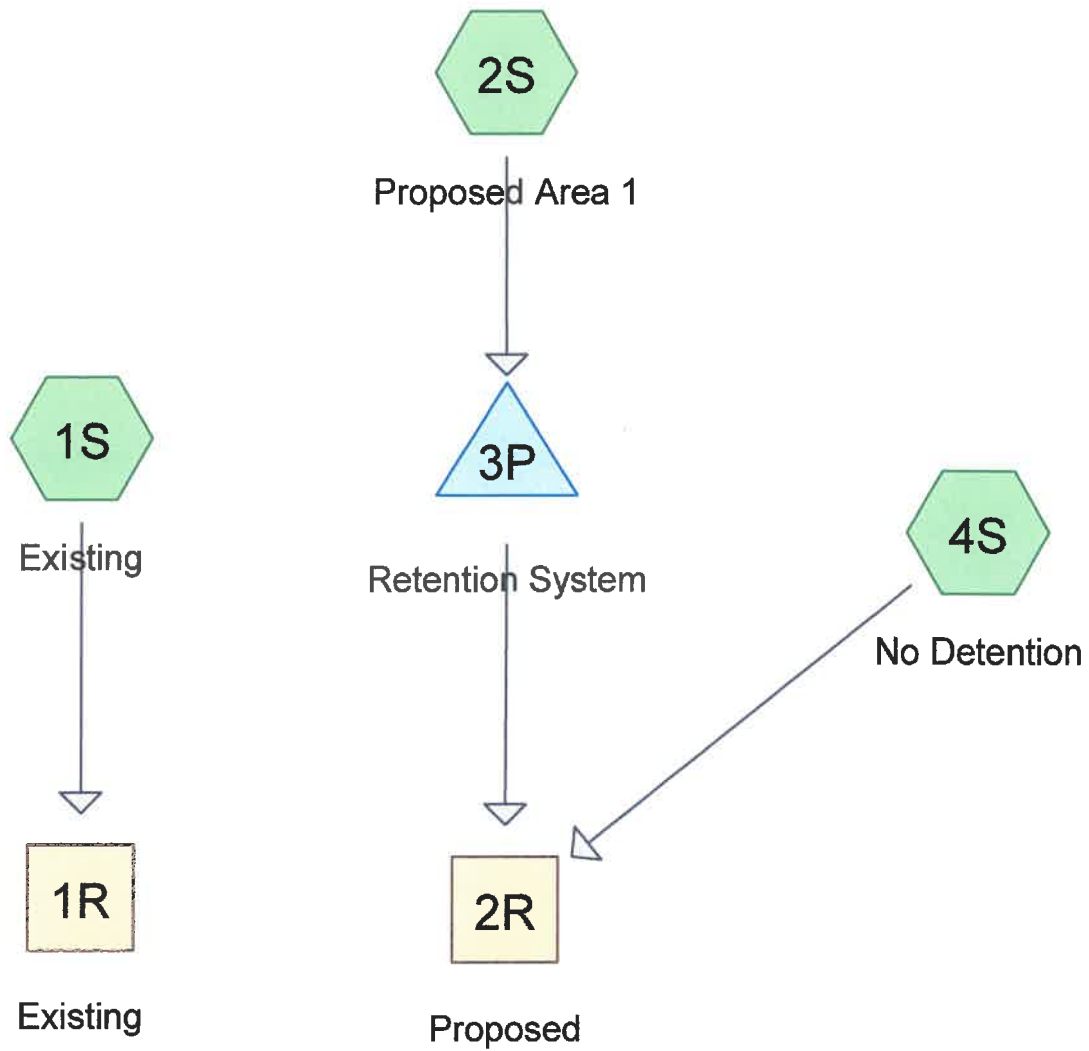 2S
Proposed Area 1
1S
Existing
3P
Retention System
4S
No Detention
1R
Existing
2R
Proposed